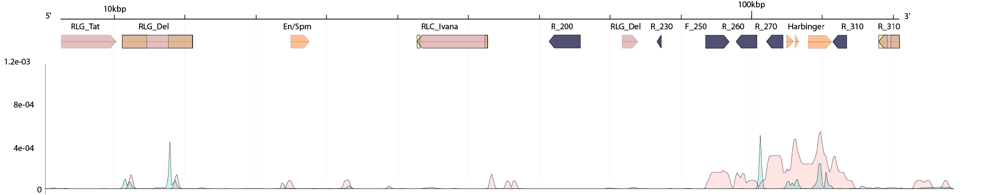 10kbp 100kbp
5' 3'
RLG_Tat RLG_Del En/Spm RLC_Ivana R_200 RLG_Del R_230 F_250 R_260 R_270 Harbinger R_310 R_310
1.2e-03
8e-04
4e-04
0